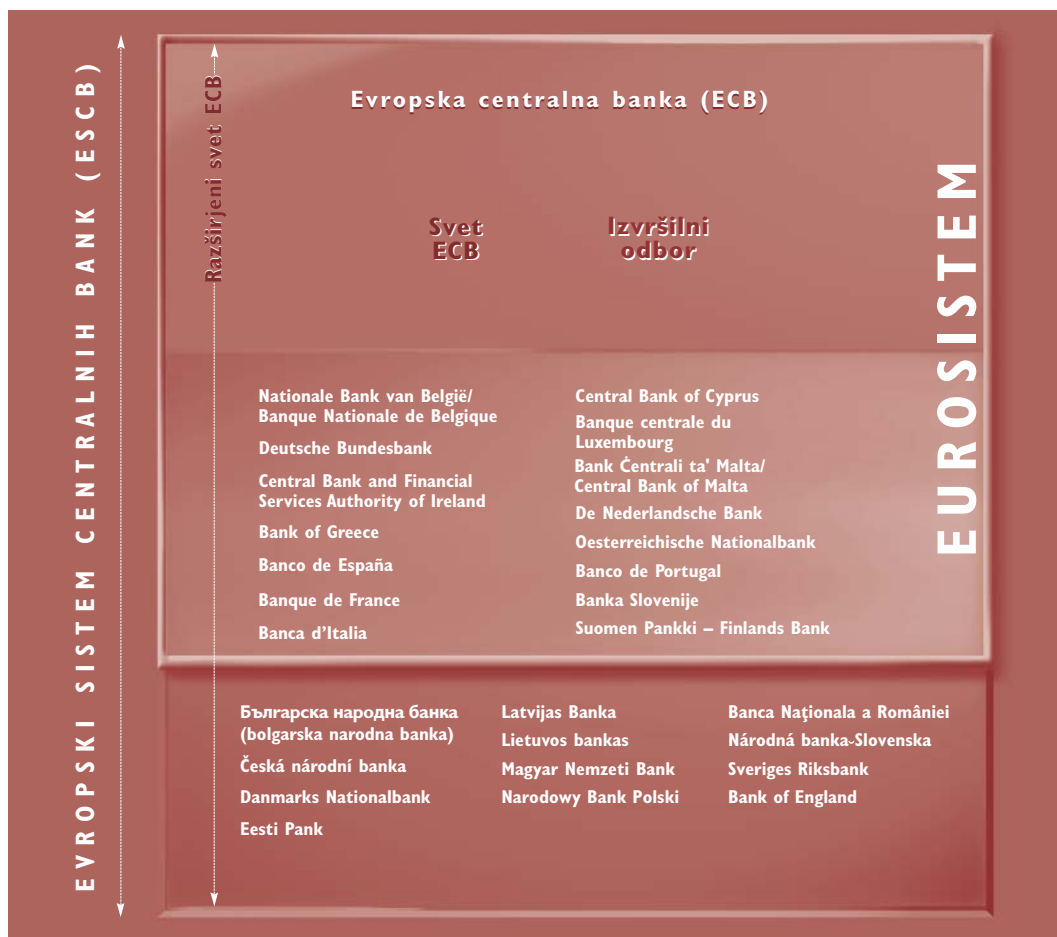 EVROPSKI SISTEM CENTRALNIH BANK (ESCB)
Razširjeni svet ECB
Evropska centralna banka (ECB)
Svet
ECB
Izvršilni
odbor
EUROSISTEM
Nationale Bank van België/
Banque Nationale de Belgique
Deutsche Bundesbank
Central Bank and Financial
Services Authority of Ireland
Bank of Greece
Banco de España
Banque de France
Banca d’Italia
Central Bank of Cyprus
Banque centrale du
Luxembourg
Bank Ċentrali ta' Malta/
Central Bank of Malta
De Nederlandsche Bank
Oesterreichische Nationalbank
Banco de Portugal
Banka Slovenije
Suomen Pankki – Finlands Bank
Българска народна банка
(bolgarska narodna banka)
Česká národní banka
Danmarks Nationalbank
Eesti Pank
Latvijas Banka
Lietuvos bankas
Magyar Nemzeti Bank
Narodowy Bank Polski
Banca Naţionala a României
Národná banka Slovenska
Sveriges Riksbank
Bank of England